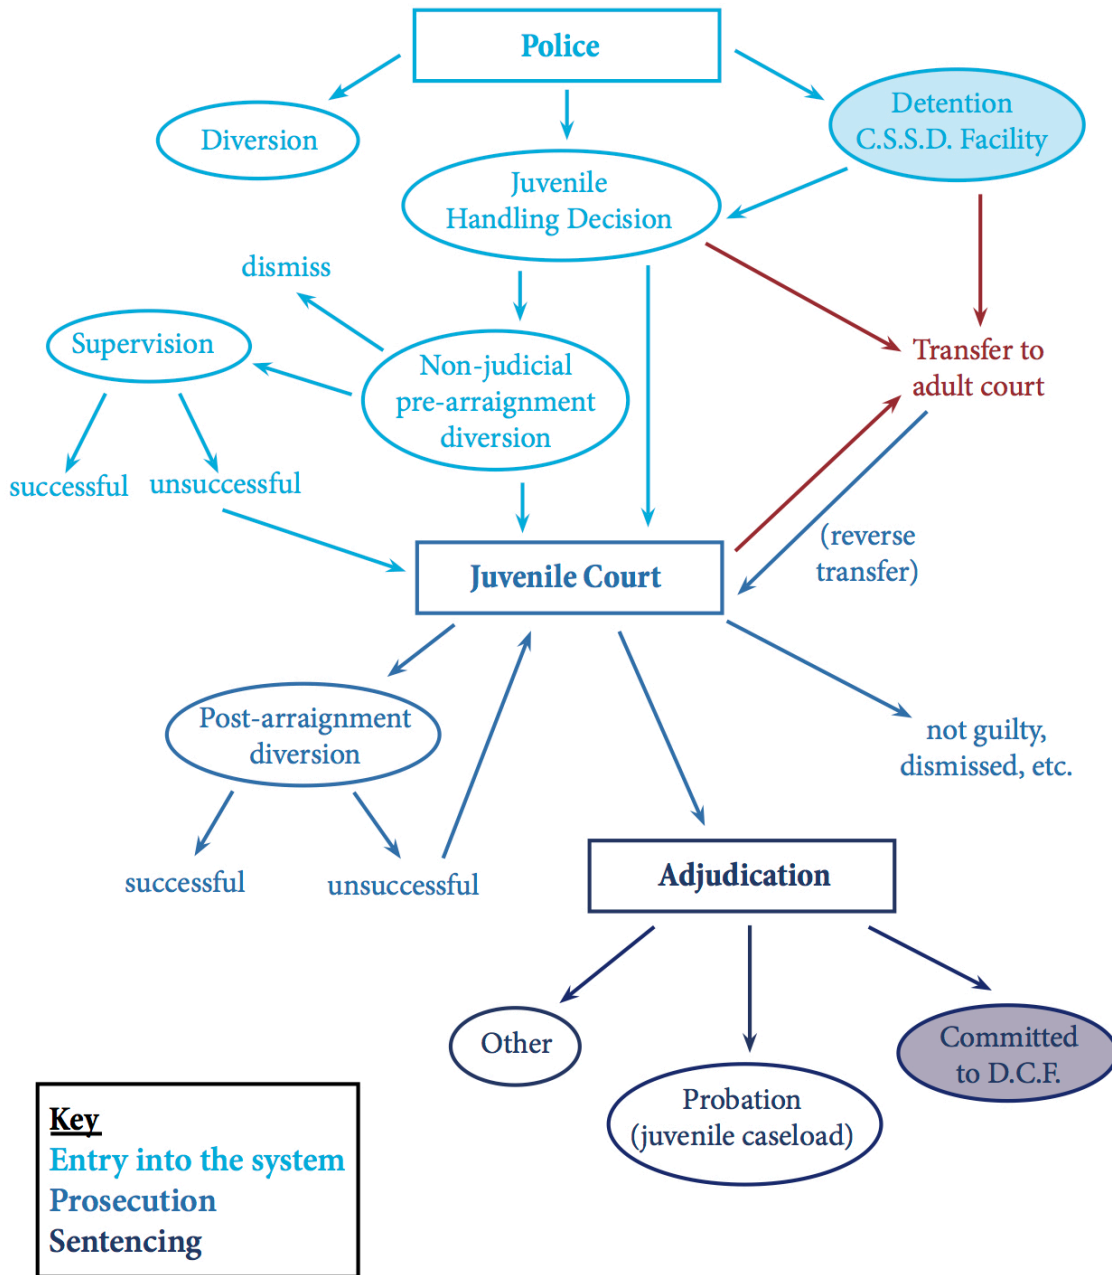 Police
Diversion
Detention
C.S.S.D. Facility
Juvenile
Handling Decision
dismiss
Supervision
Non-judicial
pre-arraignment
diversion
Transfer to
adult court
successful
unsuccessful
(reverse
transfer)
Juvenile Court
Post-arraignment
diversion
not guilty,
dismissed, etc.
successful
unsuccessful
Adjudication
Other
Probation
(juvenile caseload)
Committed
to D.C.F.
Key
Entry into the system
Prosecution
Sentencing